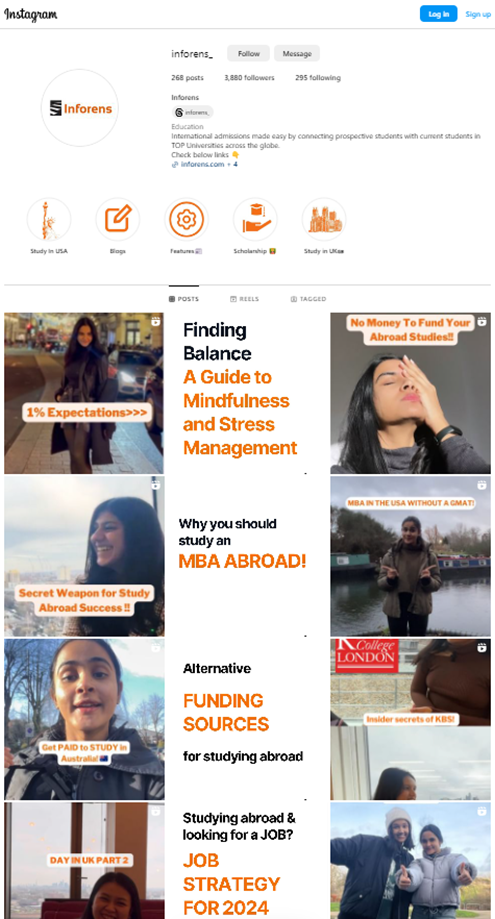 Instagram
Log in
Sign up
inforens_
Follow
Message
268 posts
3,880 followers
295 following
Inforens
inforens_
Education
International admissions made easy by connecting prospective students with current students in
TOP Universities across the globe.
Check below links 👇
Inforens.com + 4
Inforens
Study In USA
Blogs
Features
Scholarship
Study in UK
POSTS
REELS
TAGGED
1% Expectations>>>
Finding
Balance
A Guide to
Mindfulness
and Stress
Management
No Money To Fund Your
Abroad Studies!!
Secret Weapon for Study
Abroad Success !!
Why you should
study an
MBA ABROAD!
MBA IN THE USA WITHOUT A GMAT!
Get PAID to STUDY in
Australia!🇦🇺
Alternative
FUNDING
SOURCES
for studying abroad
College
LONDON
Insider secrets of KBS!
DAY IN UK PART 2
Studying abroad &
looking for a JOB?
JOB
STRATEGY
FOR 2024